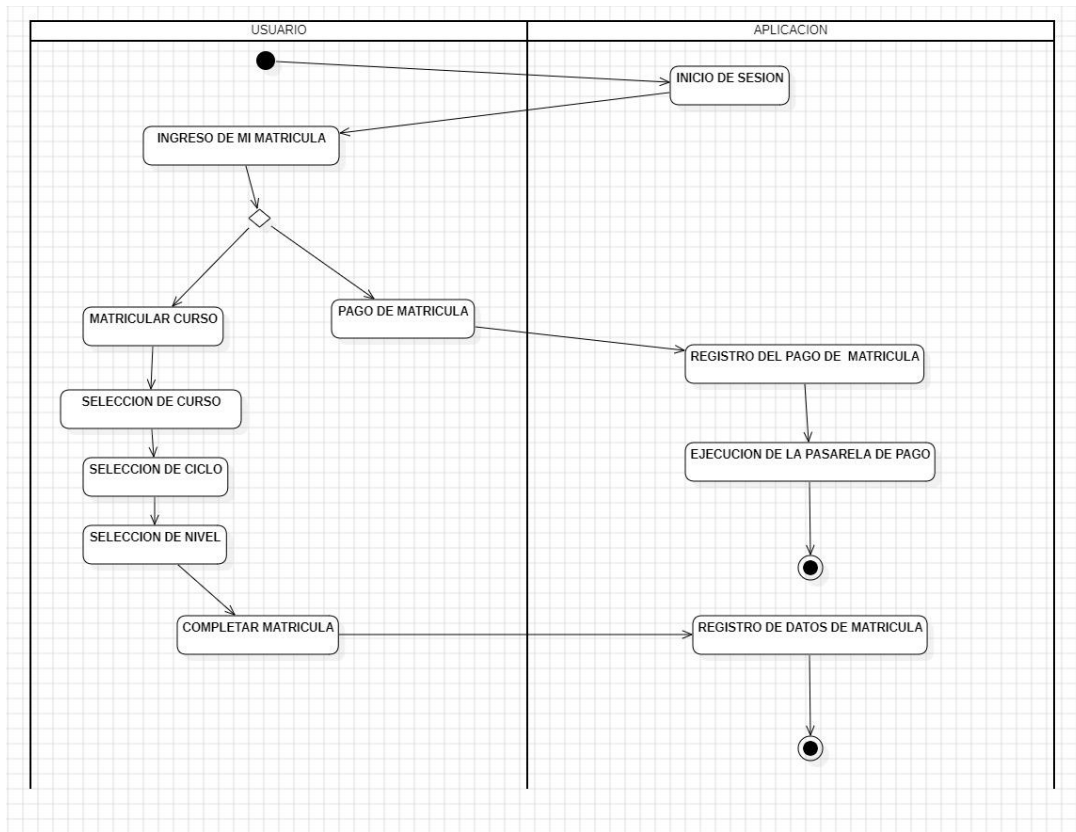 USUARIO
APLICACION
INICIO DE SESION
INGRESO DE MI MATRICULA
MATRICULAR CURSO
PAGO DE MATRICULA
REGISTRO DEL PAGO DE MATRICULA
SELECCION DE CURSO
EJECUCION DE LA PASARELA DE PAGO
SELECCION DE CICLO
SELECCION DE NIVEL
COMPLETAR MATRICULA
REGISTRO DE DATOS DE MATRICULA